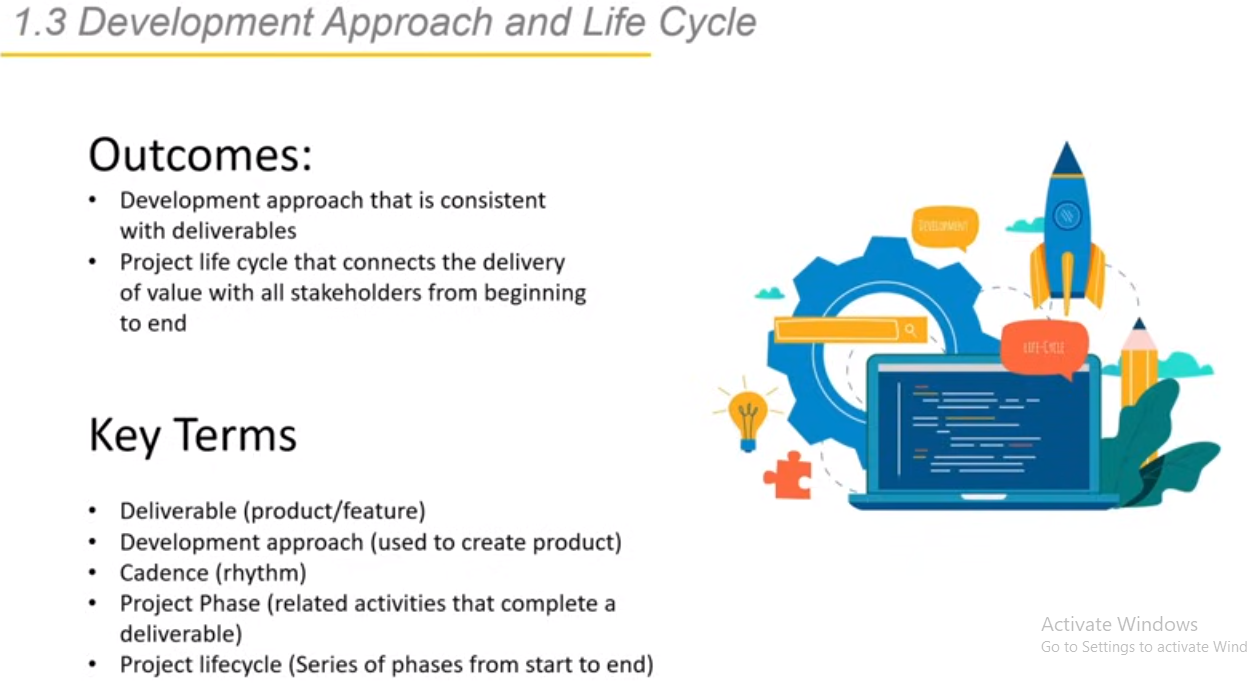 1.3 Development Approach and Life Cycle
Outcomes:
• Development approach that is consistent
with deliverables
• Project life cycle that connects the delivery
of value with all stakeholders from beginning
to end
Key Terms
• Deliverable (product/feature)
• Development approach (used to create product)
• Cadence (rhythm)
• Project Phase (related activities that complete a
deliverable)
• Project lifecycle (Series of phases from start to end)
DEVELOPMENT
LIFE-CYCLE
Activate Windows
Go to Settings to activate Wind